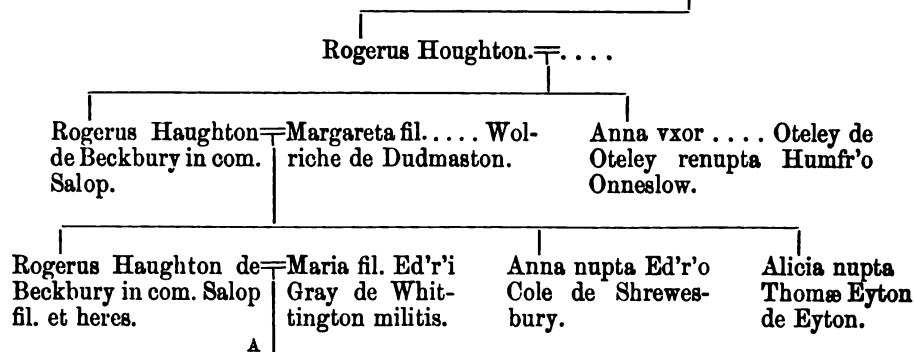 Rogerus Houghton.=. . . .
Rogerus Haughton=Margareta fil. . . . . Wol-
de Beckbury in com. riche de Dudmaston.
Salop.
Anna vxor . . . . Oteley de
Oteley renupta Humfr'o
Onneslow.
Rogerus Haughton de=Maria fil. Ed'r'i
Beckbury in com. Salop Gray de Whit-
fil. et heres. tington militis.
Anna nupta Ed'r'o
Cole de Shrewes-
bury.
Alicia nupta
Thomæ Eyton
de Eyton.
A